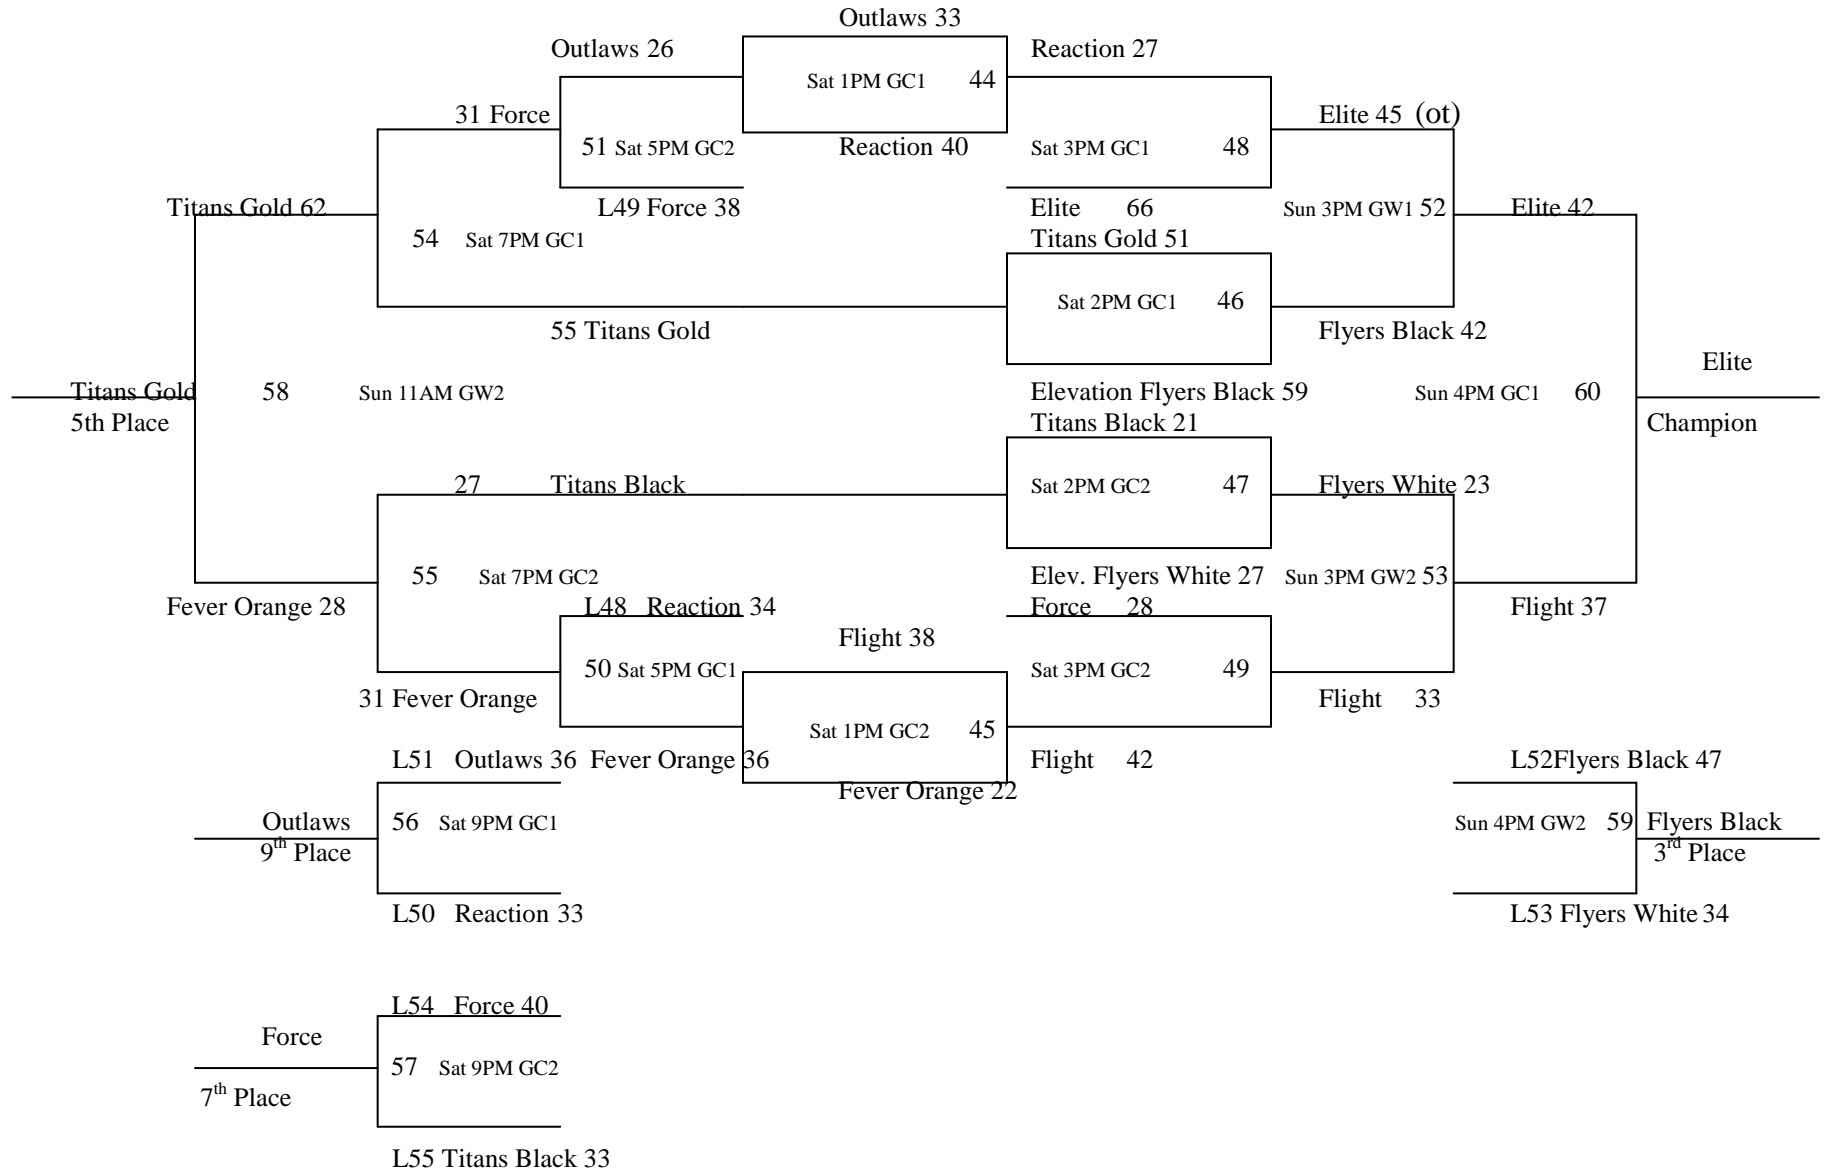 Outlaws 33
Outlaws 26
Reaction 27
Sat 1PM GC1 44
31 Force
Elite 45 (ot)
51 Sat 5PM GC2
Reaction 40
Sat 3PM GC1 48
Titans Gold 62
L49 Force 38
Elite 66
Sun 3PM GW1 52
Elite 42
54 Sat 7PM GC1
Titans Gold 51
Sat 2PM GC1 46
55 Titans Gold
Flyers Black 42
Elite
Titans Gold
58 Sun 11AM GW2
Elevation Flyers Black 59
Sun 4PM GC1 60
5th Place
Titans Black 21
Champion
27 Titans Black
Sat 2PM GC2 47
Flyers White 23
55 Sat 7PM GC2
Elev. Flyers White 27
Sun 3PM GW2 53
Fever Orange 28
L48 Reaction 34
Force 28
Flight 37
Flight 38
50 Sat 5PM GC1
Sat 3PM GC2 49
31 Fever Orange
Flight 33
Sat 1PM GC2 45
L51 Outlaws 36
Fever Orange 36
Flight 42
L52Flyers Black 47
Fever Orange 22
Outlaws
56 Sat 9PM GC1
Sun 4PM GW2 59
Flyers Black
9th Place
3rd Place
L50 Reaction 33
L53 Flyers White 34
L54 Force 40
Force
57 Sat 9PM GC2
7th Place
L55 Titans Black 33